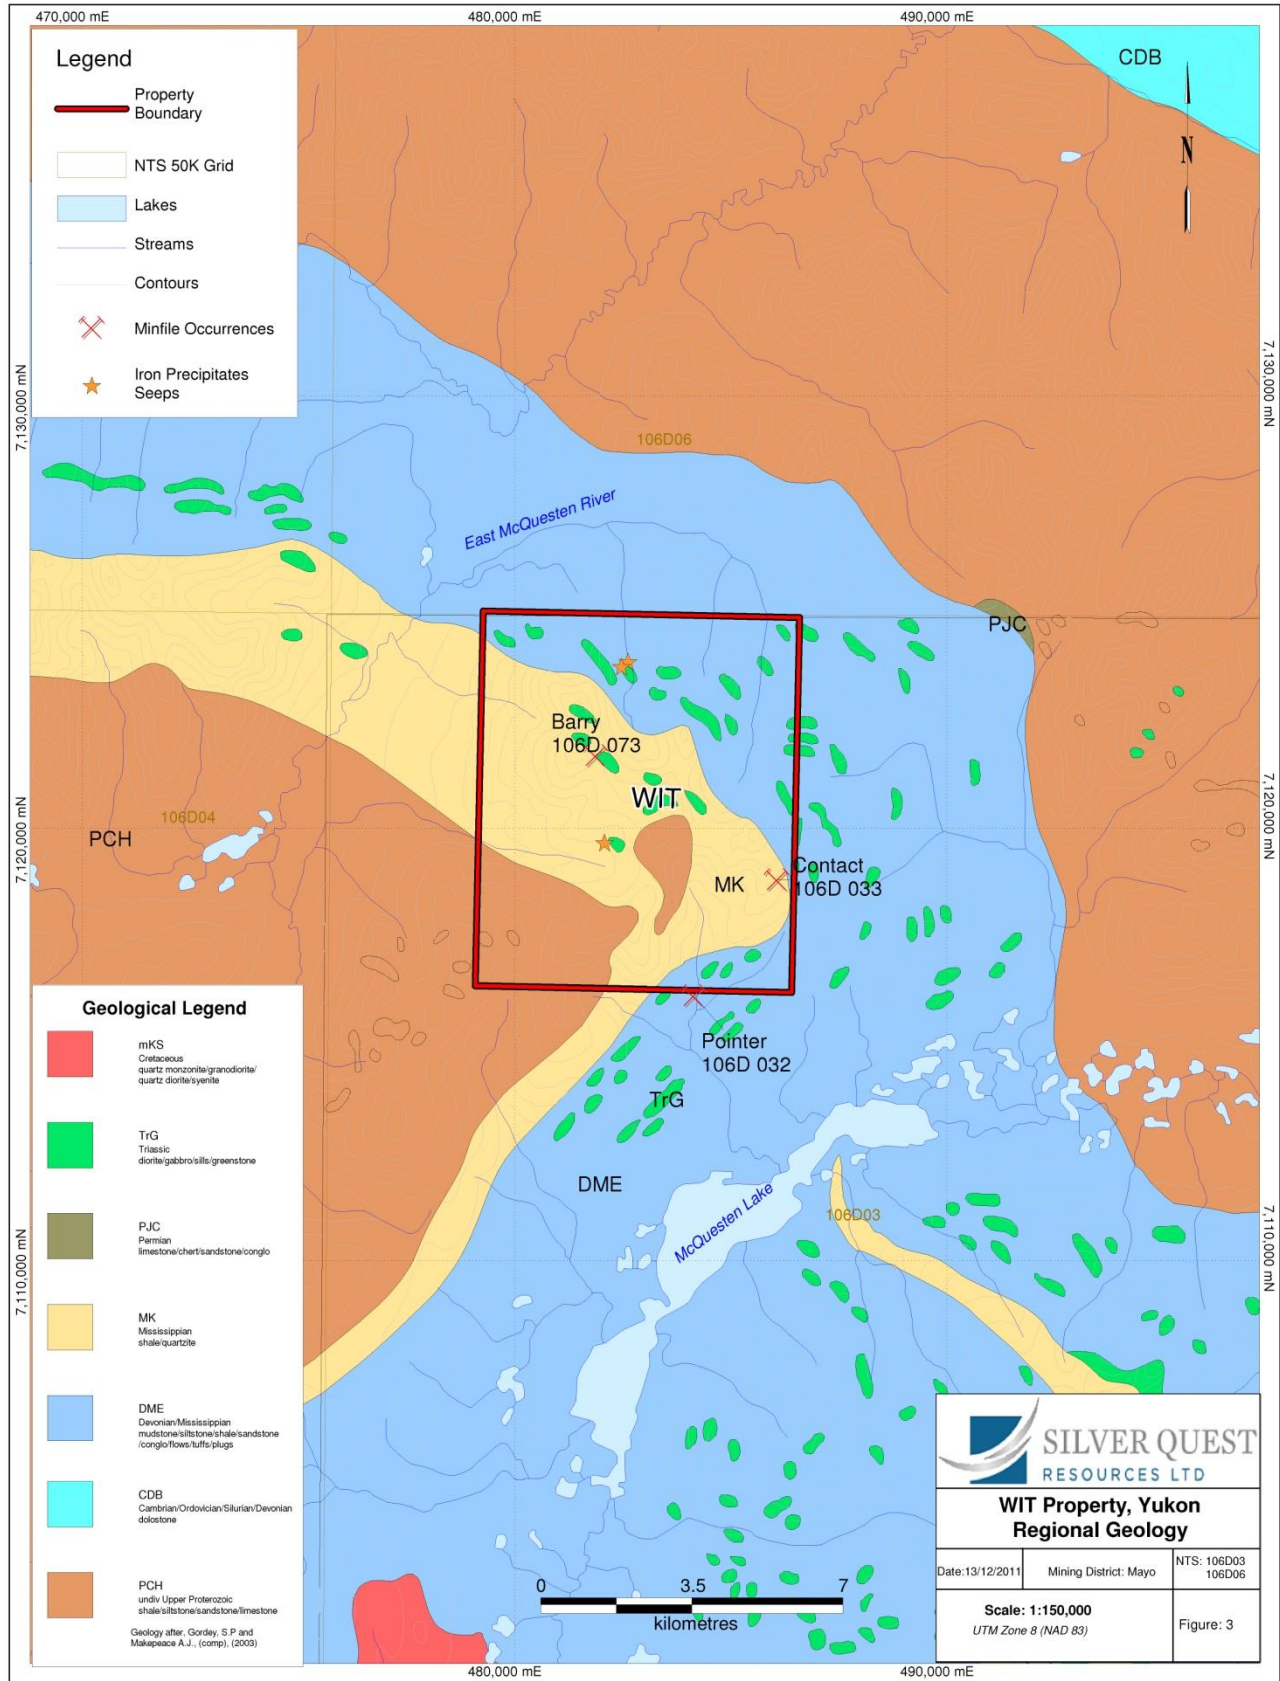 470,000 mE
480,000 mE
490,000 mE
Legend
Property
Boundary
NTS 50K Grid
Lakes
Streams
Contours
Minfile Occurrences
Iron Precipitates
Seeps
CDB
N
7,130,000 mN
7,130,000 mN
106D06
East McQuesten River
PJC
Barry
106D 073
WIT
106D04
PCH
7,120,000 mN
7,120,000 mN
MK
Contact
106D 033
Pointer
106D 032
TrG
DME
McQuesten Lake
106D03
7,110,000 mN
7,110,000 mN
Geological Legend
mKS
Cretaceous
quartz monzonite/granodiorite/
quartz diorite/syenite
TrG
Triassic
diorite/gabbro/sills/greenstone
PJC
Permian
limestone/chert/sandstone/conglo
MK
Mississippian
shale/quartzite
DME
Devonian/Mississippian
mudstone/siltstone/shale/sandstone
/conglo/flows/tuffs/plugs
CDB
Cambrian/Ordovician/Silurian/Devonian
dolostone
PCH
undiv Upper Proterozoic
shale/siltstone/sandstone/limestone
Geology after, Gordey, S.P and
Makepeace A.J., (comp), (2003)
0 3.5 7
kilometres
SILVER QUEST
RESOURCES LTD
WIT Property, Yukon
Regional Geology
Date:13/12/2011
Mining District: Mayo
NTS: 106D03
106D06
Scale: 1:150,000
UTM Zone 8 (NAD 83)
Figure: 3
480,000 mE
490,000 mE